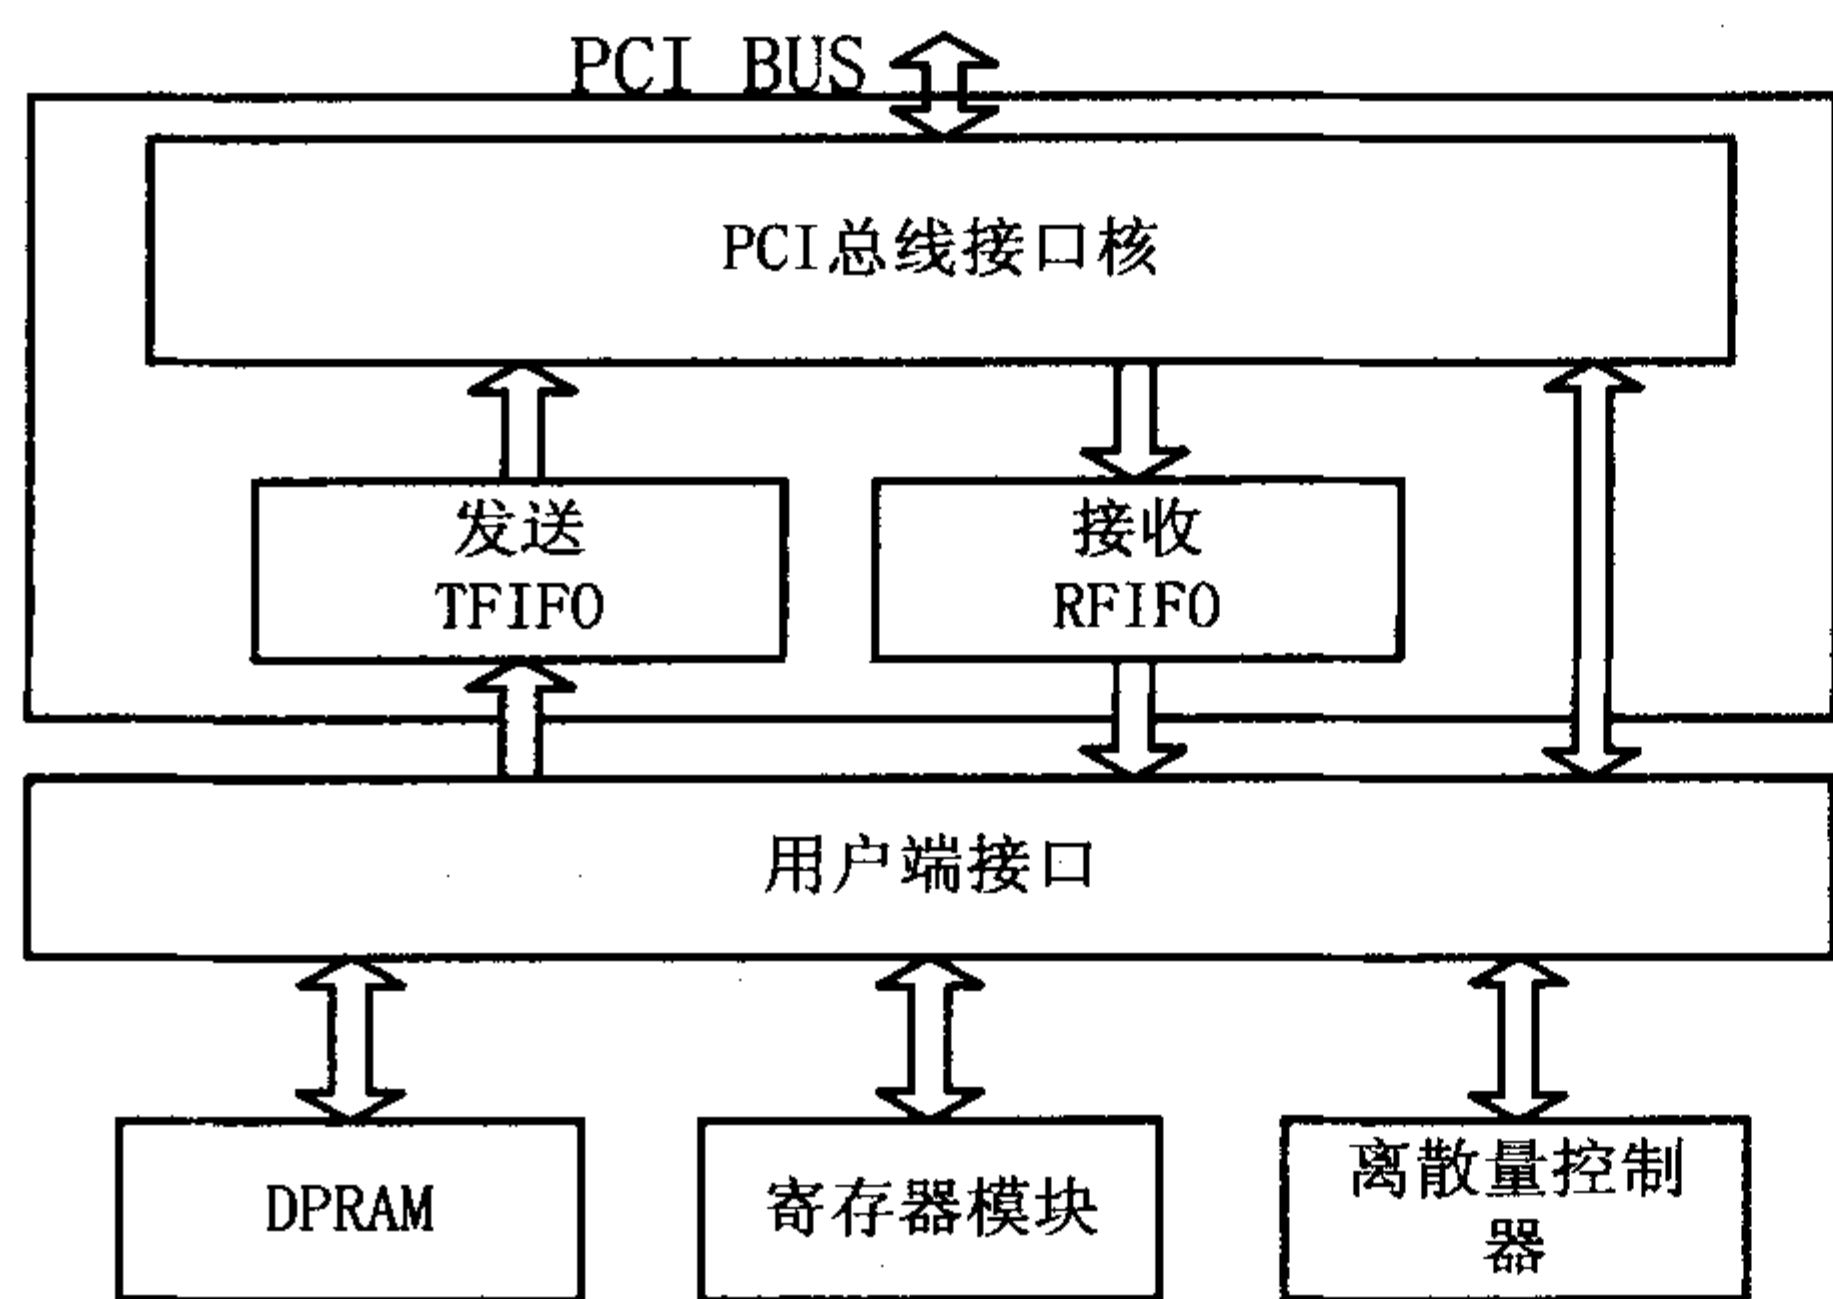 PCI BUS
PCI总线接口核
发送
TFIFO
接收
RFIFO
用户端接口
DPRAM
寄存器模块
离散量控制
器